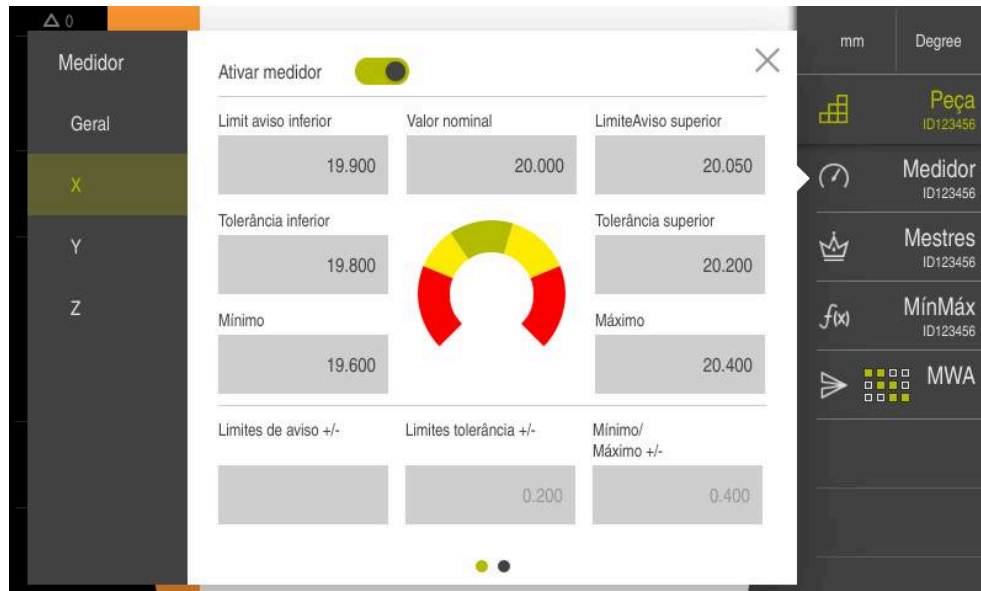 0
Medidor
Geral
X
Y
Z
Ativar medidor
Limit aviso inferior
Valor nominal
LimiteAviso superior
19.900
20.000
20.050
Tolerância inferior
Tolerância superior
19.800
20.200
Mínimo
Máximo
19.600
20.400
Limites de aviso +/-
Limites tolerância +/-
Mínimo/
Máximo +/-
0.200
0.400
mm
Degree
Peça
ID123456
Medidor
ID123456
Mestres
ID123456
f(x)
MínMáx
ID123456
MWA